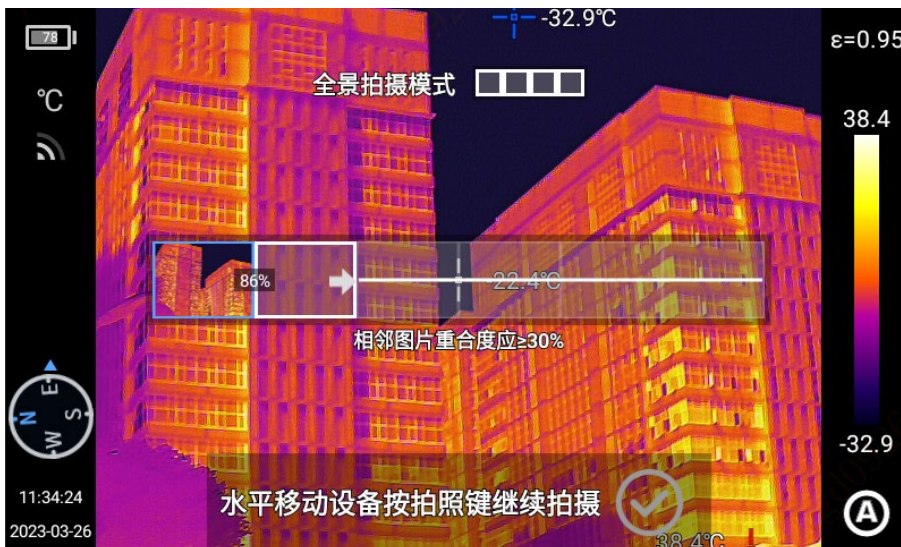 78
-32.9℃
ε=0.95
全景拍摄模式
℃
38.4
86%
-22.4℃
相邻图片重合度应≥30%
E
N
S
W
-32.9
水平移动设备按拍照键继续拍摄
11:34:24
2023-03-26
38.4℃
A